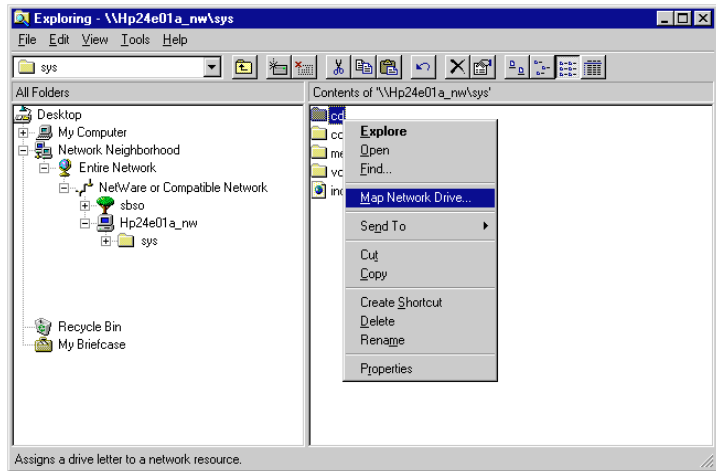 Exploring - \\Hp24e01a_nw\sys
File Edit View Tools Help
sys
All Folders
Contents of '\\Hp24e01a_nw\sys'
Desktop
My Computer
Network Neighborhood
Entire Network
NetWare or Compatible Network
sbso
Hp24e01a_nw
sys
Recycle Bin
My Briefcase
cd
Explore
Open
Find...
Map Network Drive...
Send To
Cut
Copy
Create Shortcut
Delete
Rename
Properties
Assigns a drive letter to a network resource.